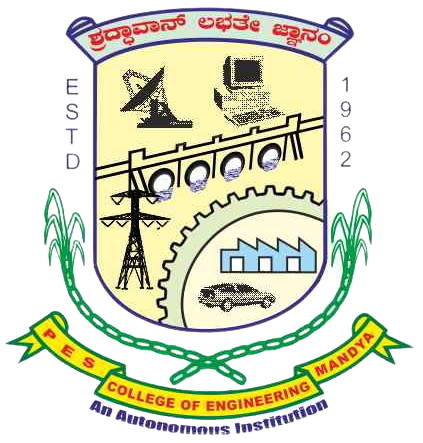 ಶ್ರದ್ಧಾವಾನ್ ಲಭತೇ ಜ್ಞಾನಂ
ESTD
1962
PES
COLLEGE OF ENGINEERING
MANDYA
An Autonomous Institution